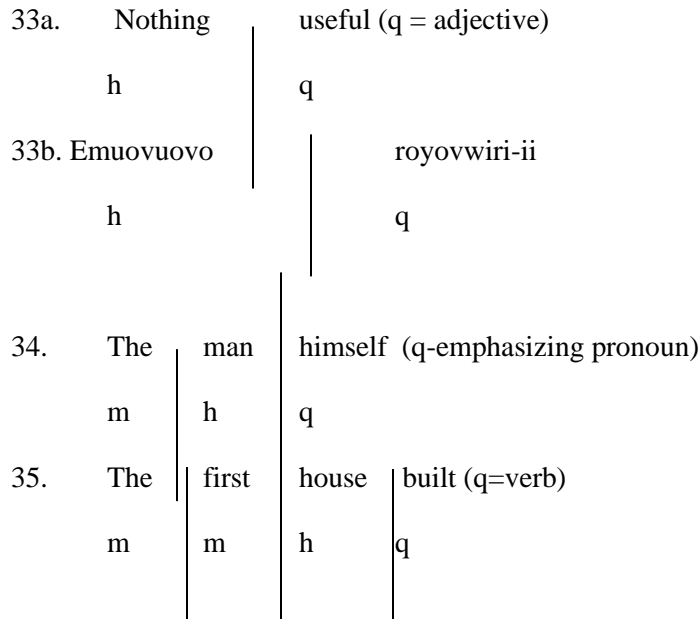 33a. Nothing useful (q = adjective)
h q
33b. Emuovuovo royovwiri-ii
h q
34. The man himself (q-emphasizing pronoun)
m h q
35. The first house built (q=verb)
m m h q